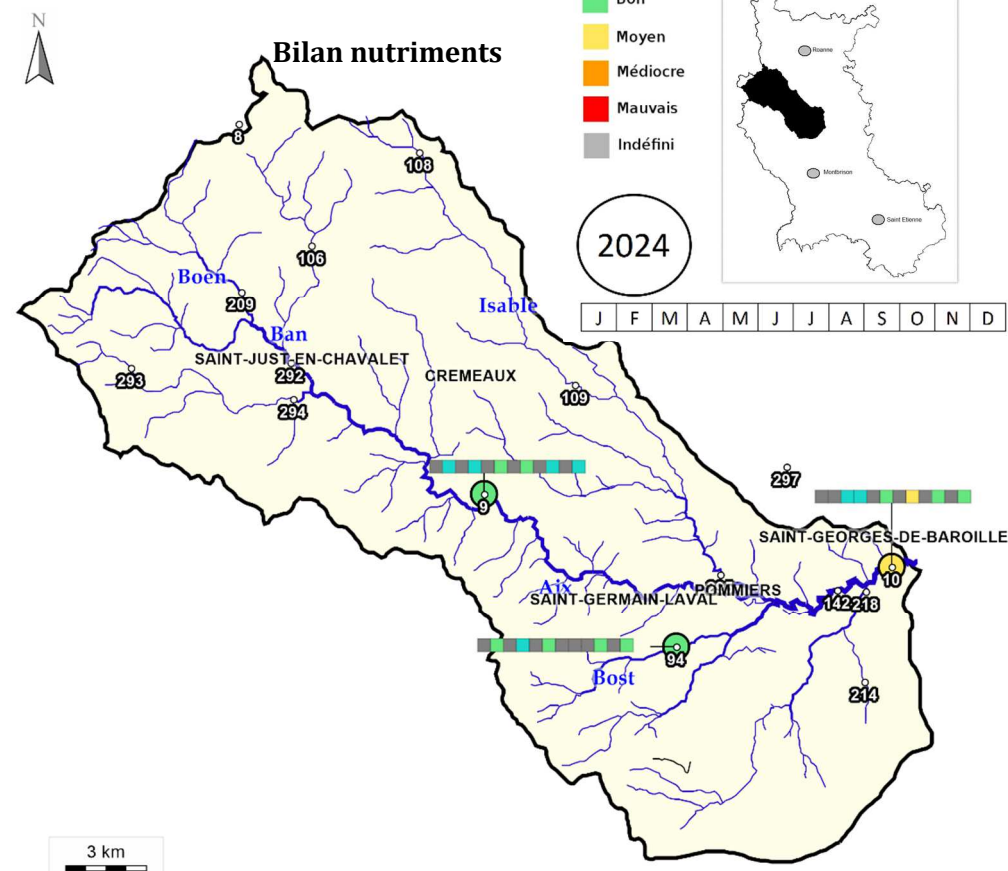 Bon
N
Bilan nutriments
Moyen
Médiocre
Mauvais
Indéfini
Roanne
Montbrison
Saint Etienne
2024
J F M A M J J A S O N D
8
108
106
Boen
209
Isable
Ban
SAINT-JUST-EN-CHAVALET
292
293
CREMEAUX
294
109
9
297
SAINT-GEORGES-DE-BAROILLE
10
Aix
POMMIERS
SAINT-GERMAIN-LAVAL
142
218
94
Bost
214
3 km